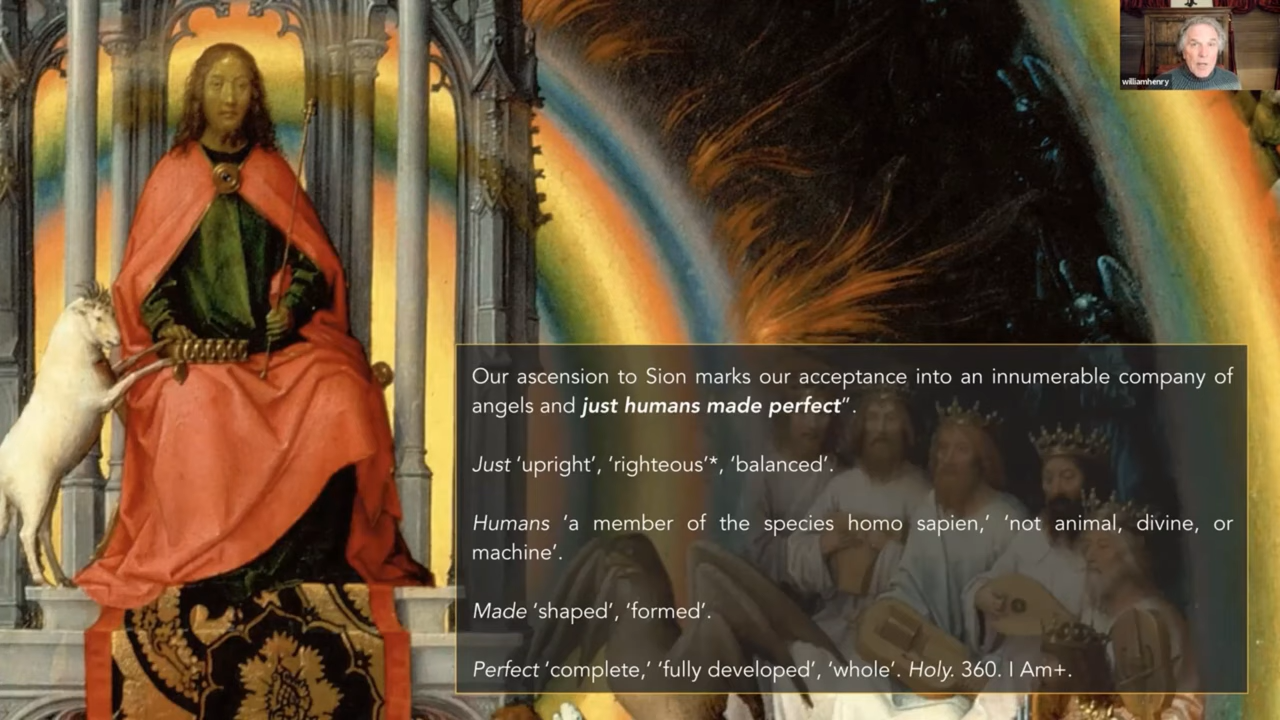 williamhenry
Our ascension to Sion marks our acceptance into an innumerable company of
angels and just humans made perfect”.
Just ‘upright’, ‘righteous’*, ‘balanced’.
Humans ‘a member of the species homo sapien,’ ‘not animal, divine, or
machine’.
Made ‘shaped’, ‘formed’.
Perfect ‘complete,’ ‘fully developed’, ‘whole’. Holy. 360. I Am+.